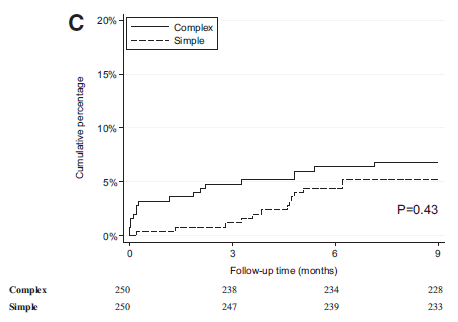 C
Complex
Simple
20%
15%
10%
5%
0%
Cumulative percentage
P=0.43
0 3 6 9
Follow-up time (months)
Complex 250 238 234 228
Simple 250 247 239 233